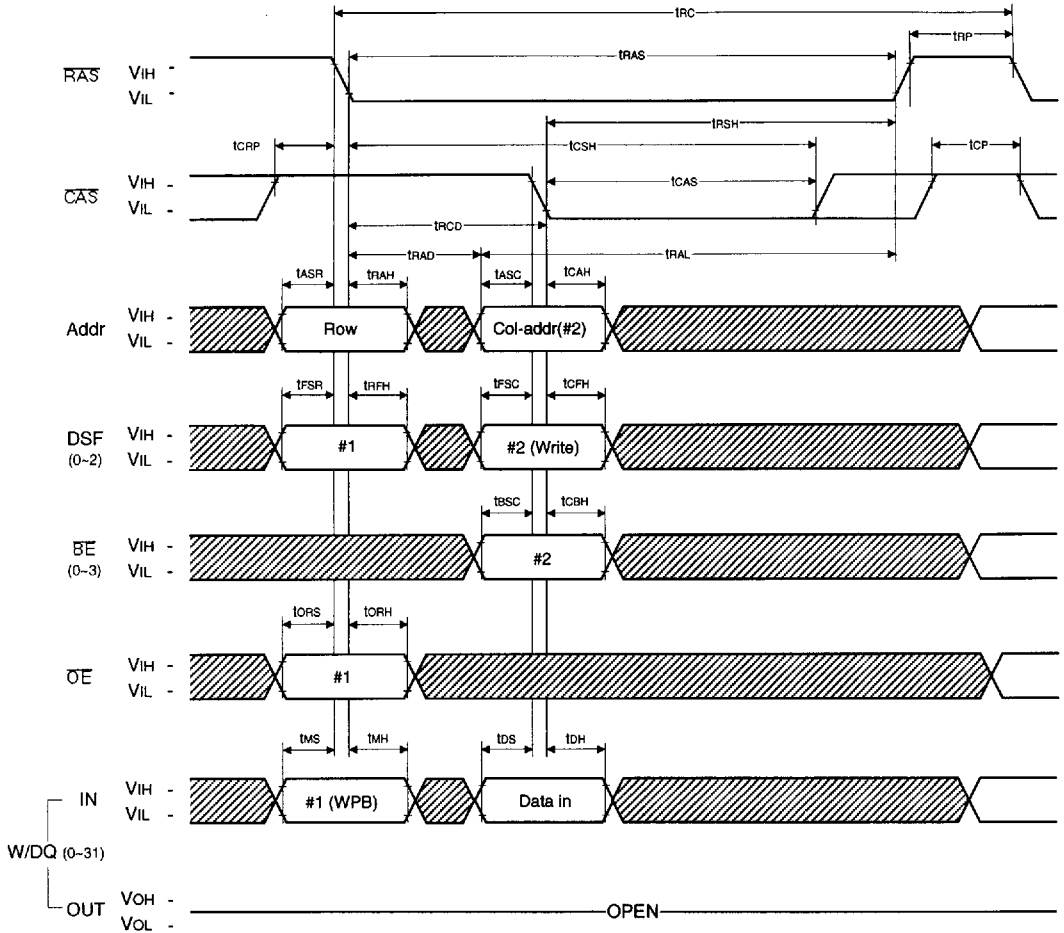 tRC
tRP
tRAS
RAS VIH -
VIL -
tRSH
tCRP tCSH tCP
CAS VIH -
VIL -
tCAS
tRCD
tRAD tRAL
tASR tRAH tASC tCAH
Addr VIH -
VIL -
Row Col-addr(#2)
tFSR tRFH tFSC tCFH
DSF VIH -
(0~2) VIL -
#1 #2 (Write)
tBSC tCBH
BE VIH -
(0~3) VIL -
#2
tORS tORH
OE VIH -
VIL -
#1
tMS tMH tDS tDH
IN VIH -
VIL -
#1 (WPB) Data in
W/DQ (0~31)
OUT VOH -
VOL -
OPEN